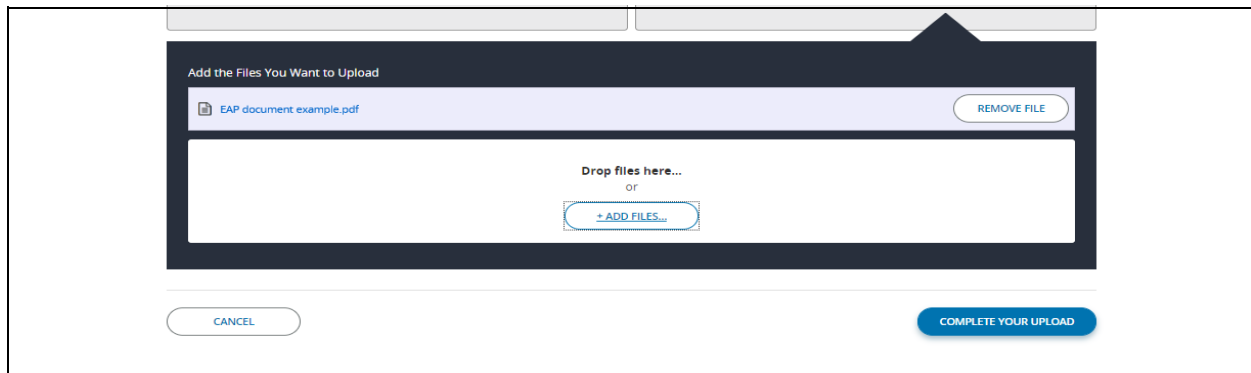 Add the Files You Want to Upload
EAP document example.pdf
REMOVE FILE
Drop files here...
or
+ ADD FILES...
CANCEL
COMPLETE YOUR UPLOAD